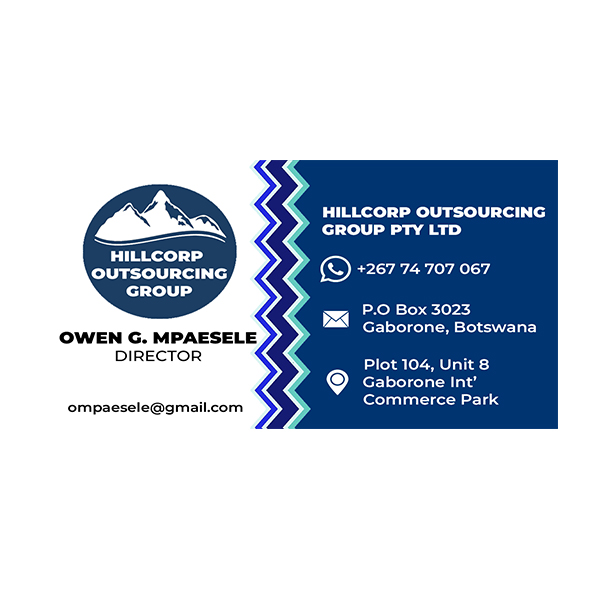 HILLCORP
OUTSOURCING
GROUP
OWEN G. MPAESELE
DIRECTOR
ompaesele@gmail.com
HILLCORP OUTSOURCING
GROUP PTY LTD
+267 74 707 067
P.O Box 3023
Gaborone, Botswana
Plot 104, Unit 8
Gaborone Int'
Commerce Park